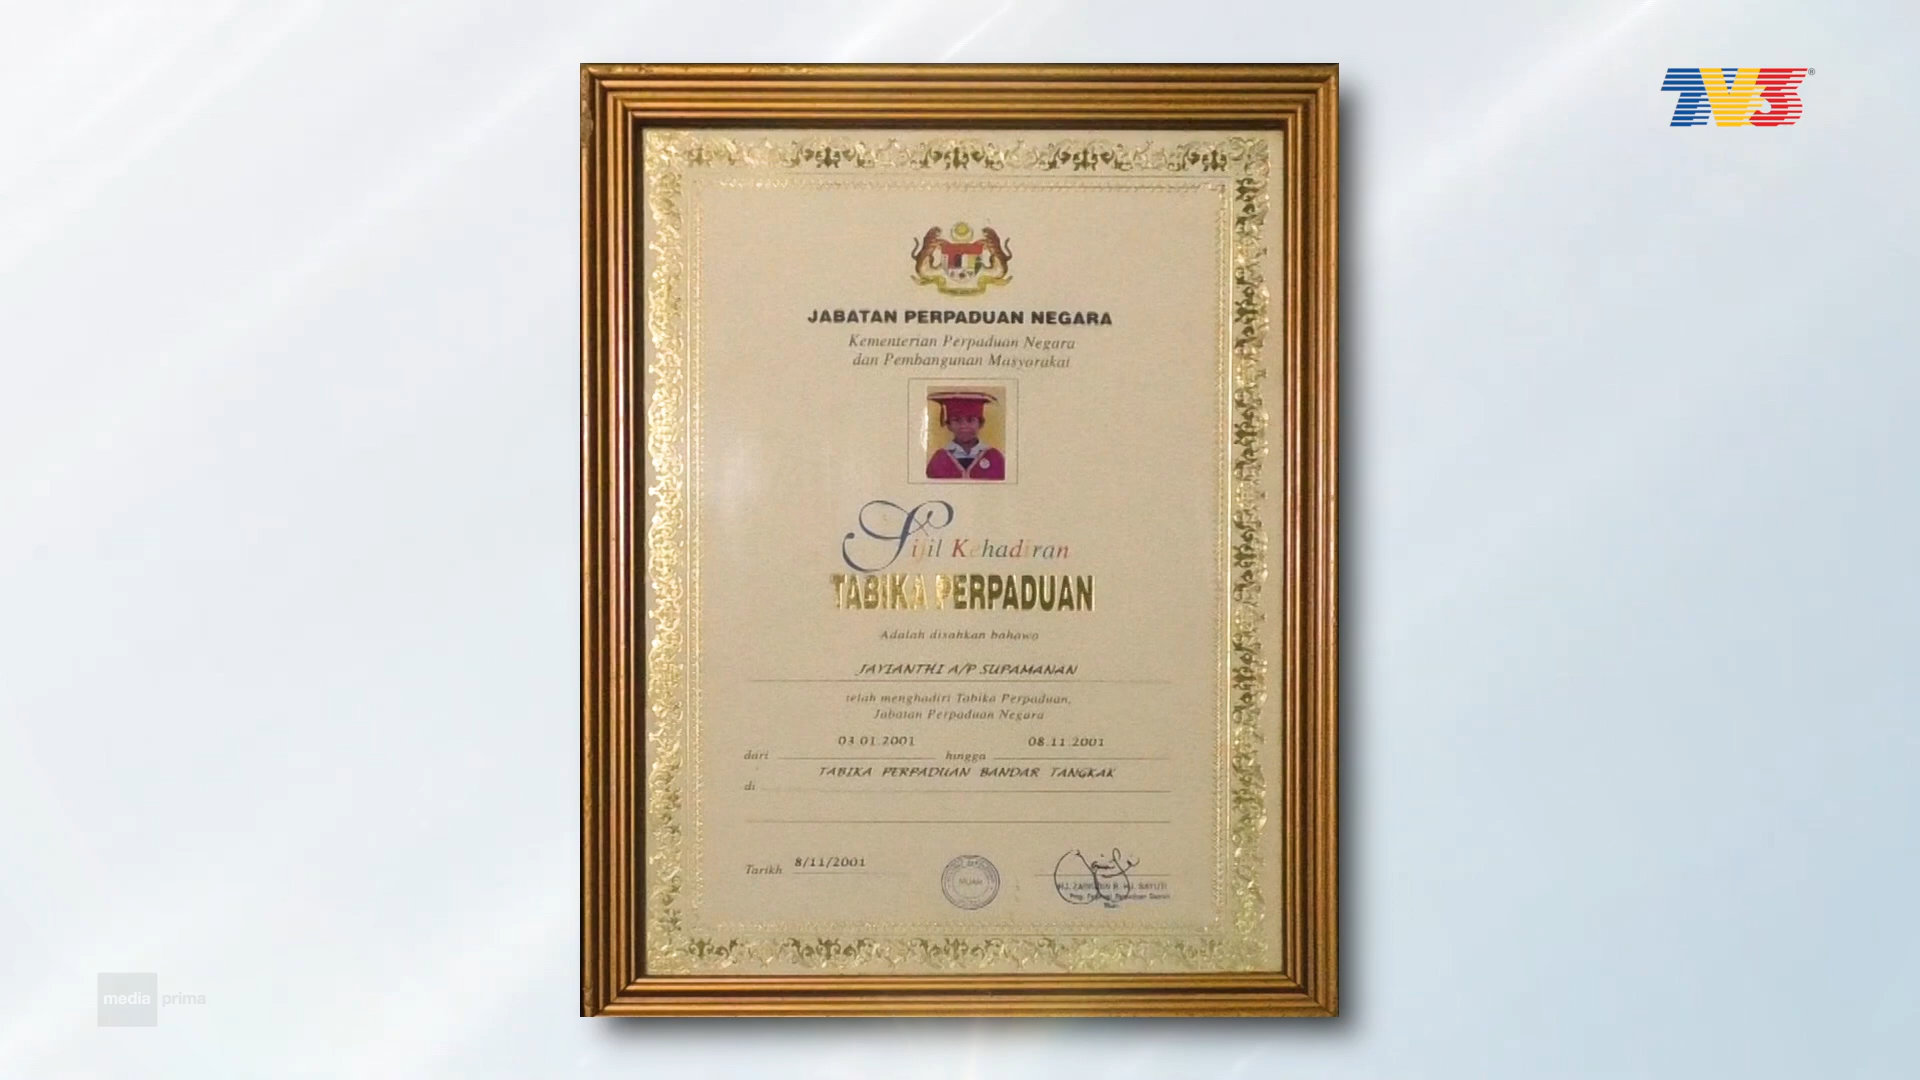 TV3®
JABATAN PERPADUAN NEGARA
Kementerian Perpaduan Negara
dan Pembangunan Masyarakat
Sijil Kehadiran
TABIKA PERPADUAN
Adalah disahkan bahawa
JAYIANTHI A/P SUPAMANAN
telah menghadiri Tabika Perpaduan,
Jabatan Perpaduan Negara
dari 03.01.2001 hingga 08.11.2001
di TABIKA PERPADUAN BANDAR TANGKAK
Tarikh 8/11/2001
MUAR
media prima